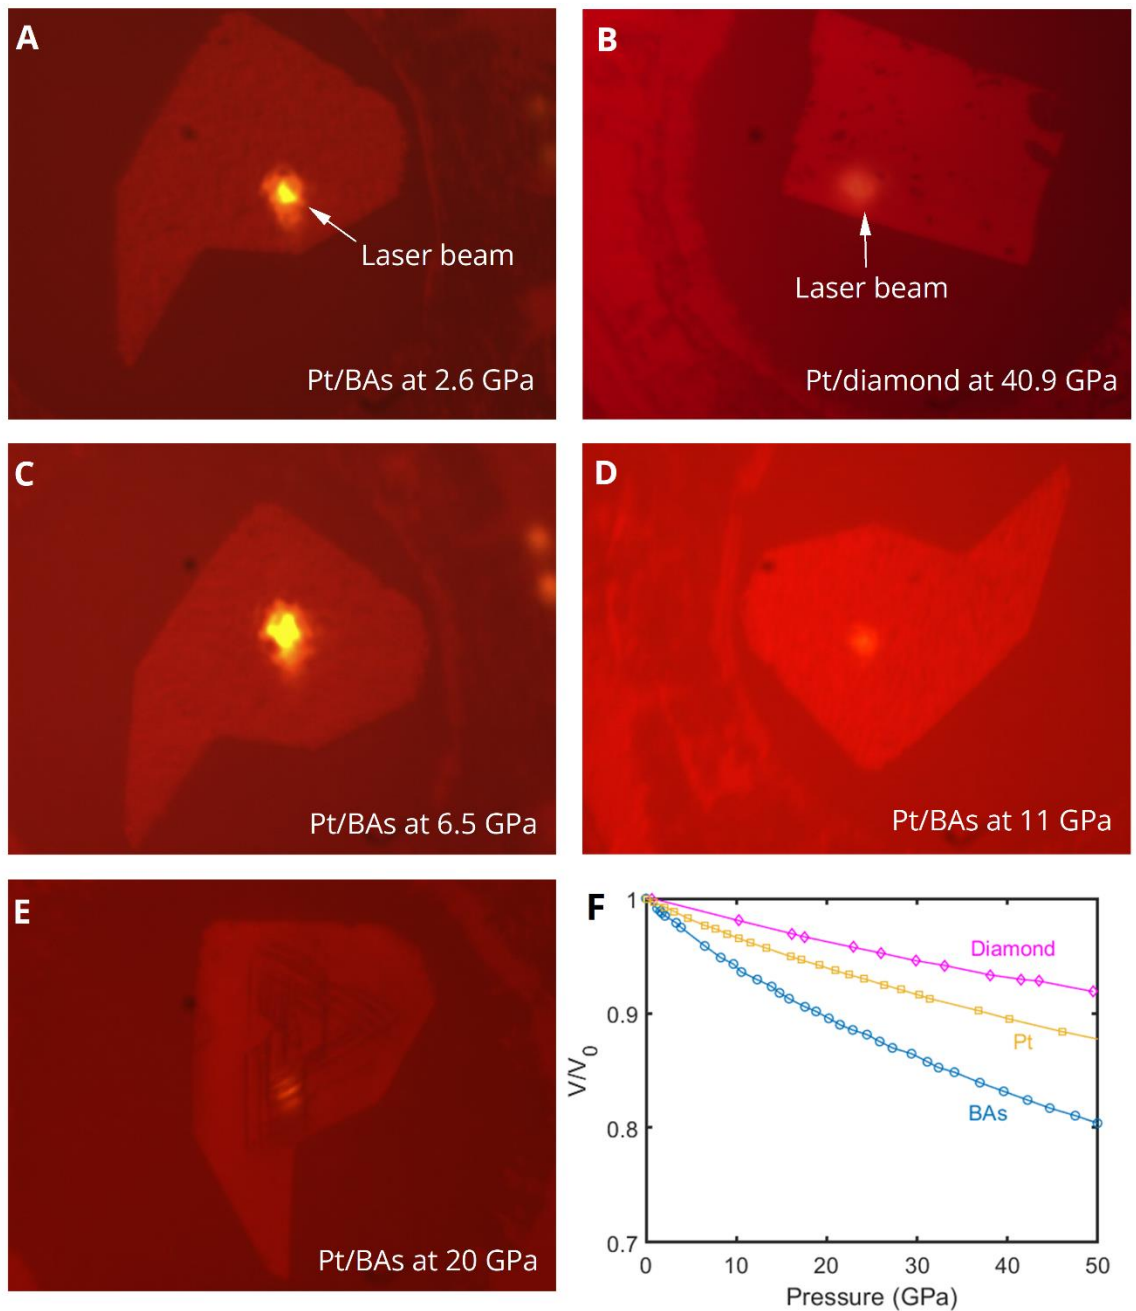 A
Laser beam
Pt/BAs at 2.6 GPa
B
Laser beam
Pt/diamond at 40.9 GPa
C
Pt/BAs at 6.5 GPa
D
Pt/BAs at 11 GPa
E
Pt/BAs at 20 GPa
F
1
0.9
0.8
0.7
V/V0
Diamond
Pt
BAs
0 10 20 30 40 50
Pressure (GPa)